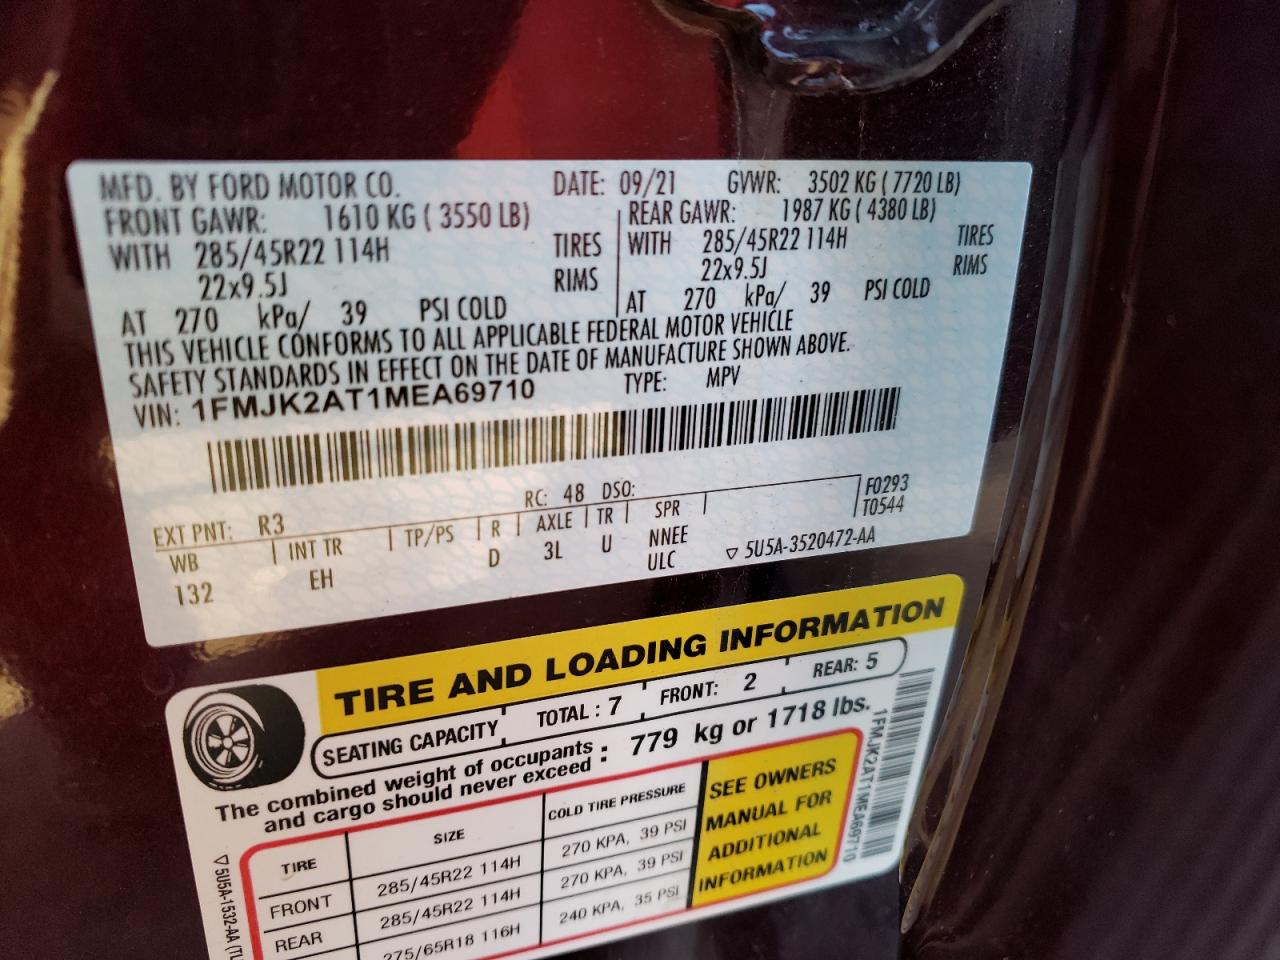 MFD. BY FORD MOTOR CO. DATE: 09/21 GVWR: 3502 KG ( 7720 LB)
FRONT GAWR: 1610 KG ( 3550 LB) REAR GAWR: 1987 KG ( 4380 LB)
WITH 285/45R22 114H TIRES WITH 285/45R22 114H TIRES
22x9.5J RIMS 22x9.5J RIMS
AT 270 kPa/ 39 PSI COLD AT 270 kPa/ 39 PSI COLD
THIS VEHICLE CONFORMS TO ALL APPLICABLE FEDERAL MOTOR VEHICLE
SAFETY STANDARDS IN EFFECT ON THE DATE OF MANUFACTURE SHOWN ABOVE.
VIN: 1FMJK2AT1MEA69710 TYPE: MPV
EXT PNT: R3 RC: 48 DSO: F0293
WB INT TR TP/PS R AXLE TR SPR T0544
132 EH D 3L U NNEE
ULC ▽ 5U5A-3520472-AA
TIRE AND LOADING INFORMATION
SEATING CAPACITY TOTAL : 7 FRONT: 2 REAR: 5
The combined weight of occupants
and cargo should never exceed : 779 kg or 1718 lbs.
TIRE SIZE COLD TIRE PRESSURE
FRONT 285/45R22 114H 270 KPA, 39 PSI
REAR 285/45R22 114H 270 KPA, 39 PSI
275/65R18 116H 240 KPA, 35 PSI
SEE OWNERS
MANUAL FOR
ADDITIONAL
INFORMATION
1FMJK2AT1MEA69710
▽5U5A-1532-AA (TL